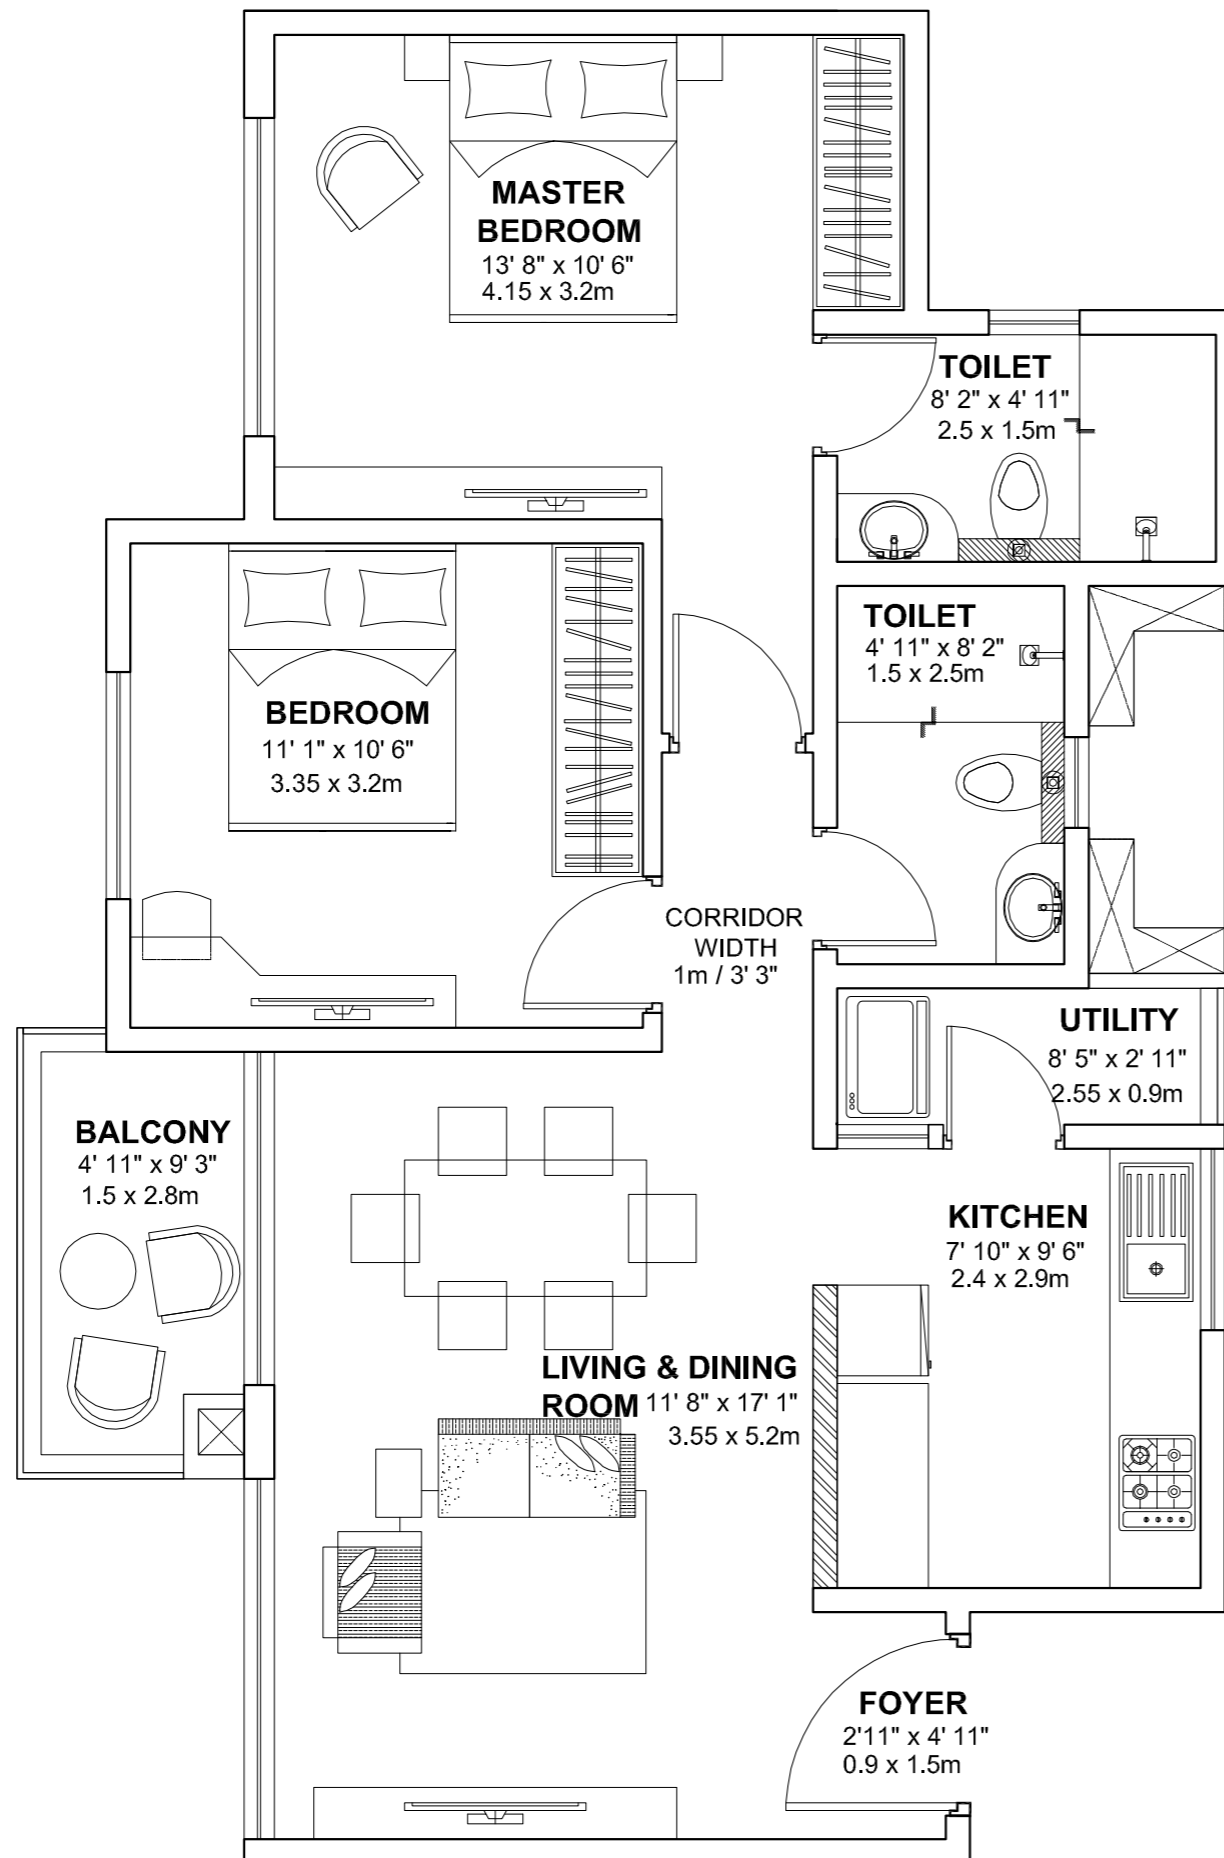 MASTER
BEDROOM
13' 8" x 10' 6"
4.15 x 3.2m
TOILET
8' 2" x 4' 11"
2.5 x 1.5m
TOILET
4' 11" x 8' 2"
1.5 x 2.5m
BEDROOM
11' 1" x 10' 6"
3.35 x 3.2m
CORRIDOR
WIDTH
1m / 3' 3"
UTILITY
8' 5" x 2' 11"
2.55 x 0.9m
BALCONY
4' 11" x 9' 3"
1.5 x 2.8m
KITCHEN
7' 10" x 9' 6"
2.4 x 2.9m
LIVING & DINING
ROOM 11' 8" x 17' 1"
3.55 x 5.2m
FOYER
2'11" x 4' 11"
0.9 x 1.5m